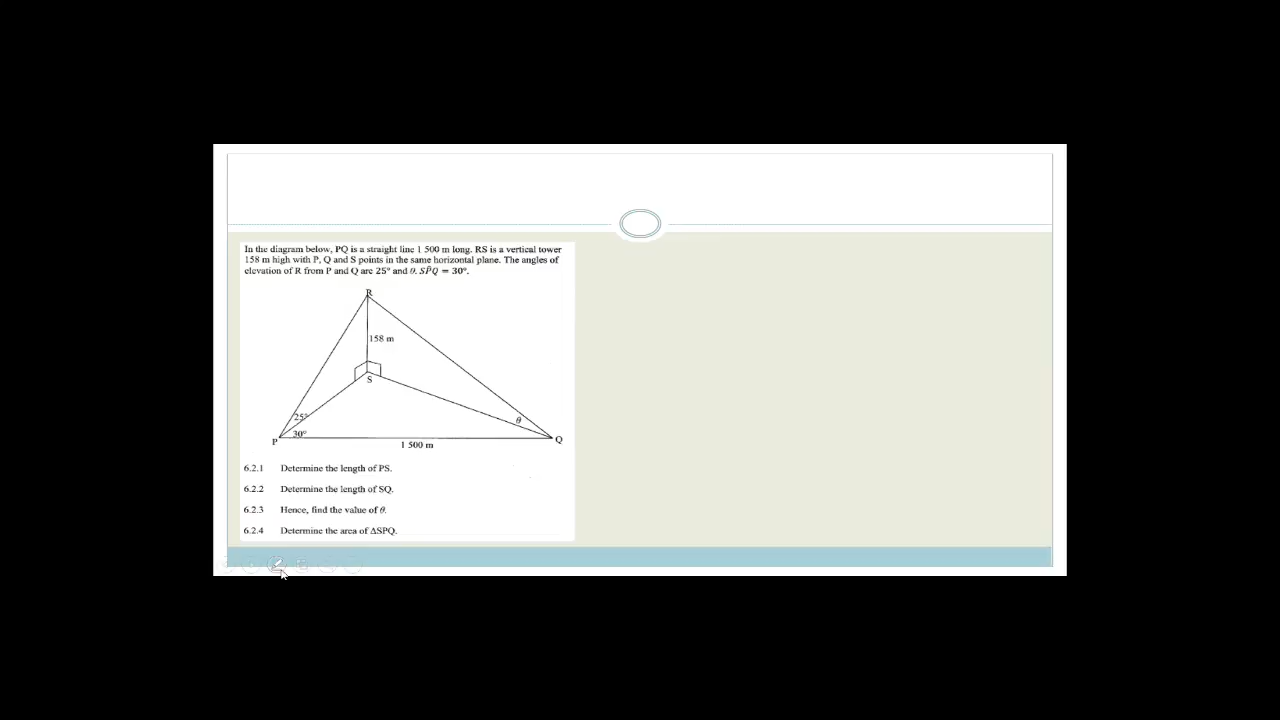 In the diagram below, PQ is a straight line 1 500 m long. RS is a vertical tower
158 m high with P, Q and S points in the same horizontal plane. The angles of
elevation of R from P and Q are 25° and θ. SP̂Q = 30°.
R
158 m
S
25°
θ
P
30°
Q
1 500 m
6.2.1 Determine the length of PS.
6.2.2 Determine the length of SQ.
6.2.3 Hence, find the value of θ.
6.2.4 Determine the area of ΔSPQ.